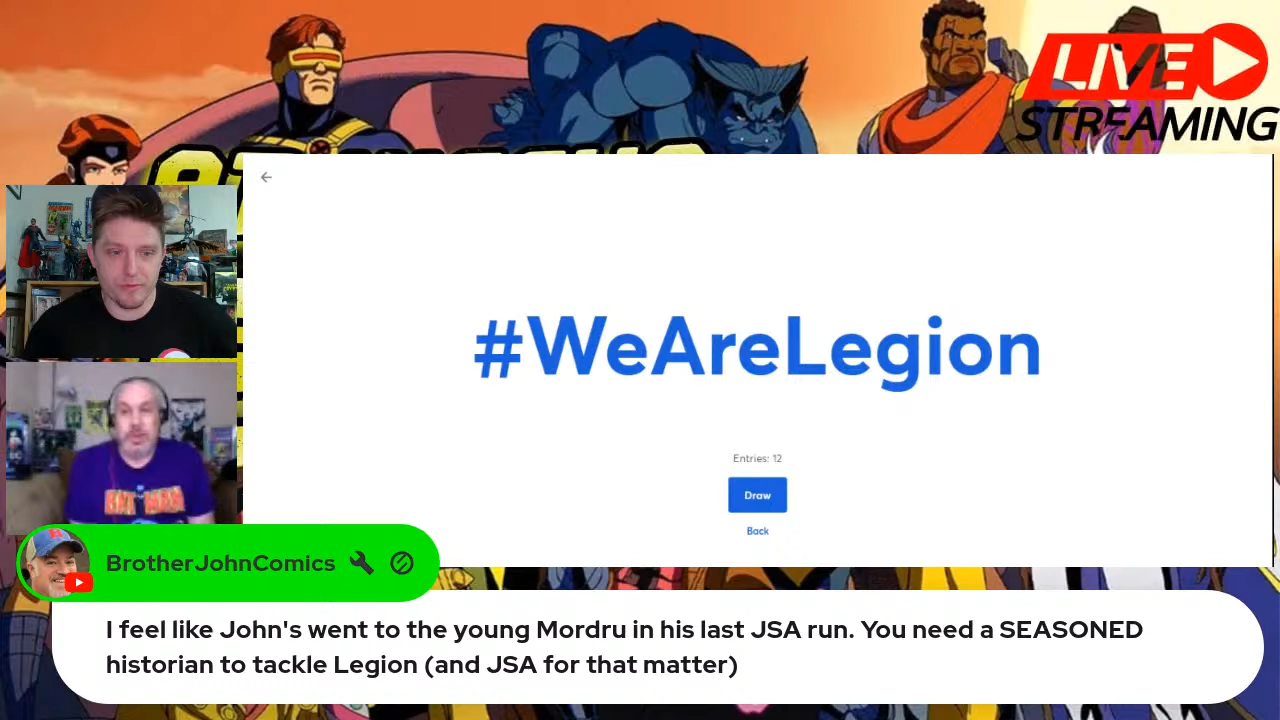 LIVE
STREAMING
#WeAreLegion
Entries: 12
Draw
Back
BATMAN
BrotherJohnComics
I feel like John's went to the young Mordru in his last JSA run. You need a SEASONED
historian to tackle Legion (and JSA for that matter)